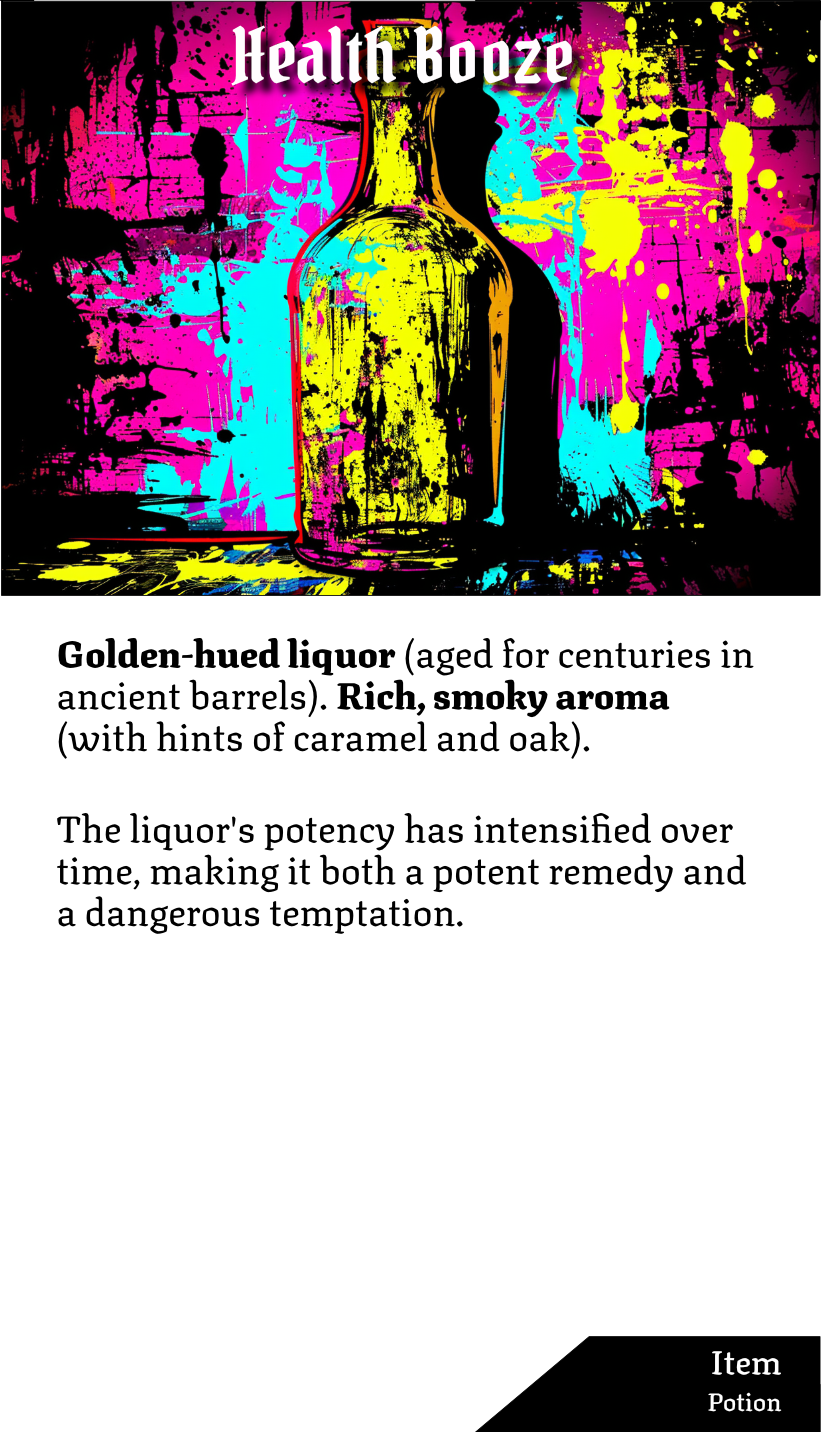 Health Booze
Golden-hued liquor (aged for centuries in
ancient barrels). Rich, smoky aroma
(with hints of caramel and oak).
The liquor's potency has intensified over
time, making it both a potent remedy and
a dangerous temptation.
Item
Potion